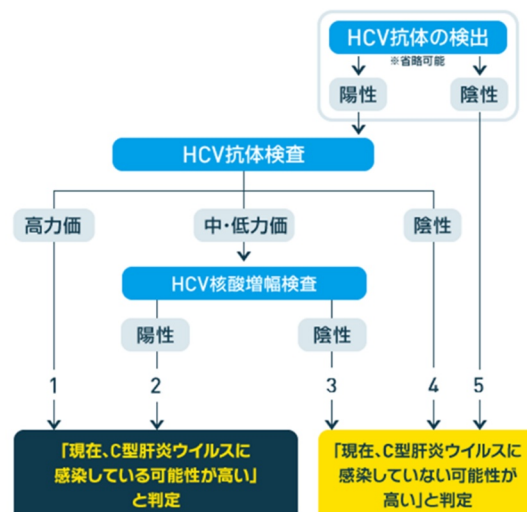 HCV抗体の検出
※省略可能
陽性
陰性
HCV抗体検査
高力価
中・低力価
陰性
HCV核酸増幅検査
陽性
陰性
1
2
3
4
5
「現在、C型肝炎ウイルスに
感染している可能性が高い」
と判定
「現在、C型肝炎ウイルスに
感染していない可能性が
高い」と判定